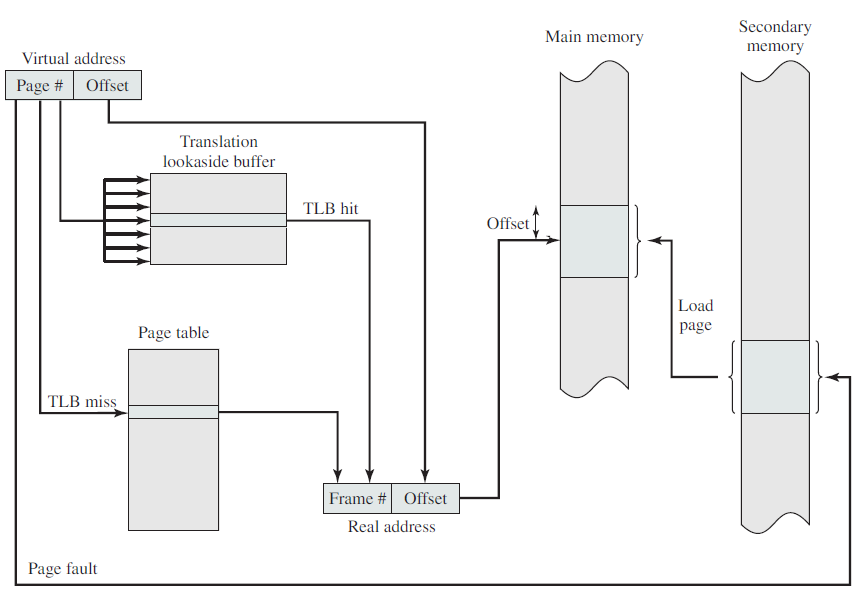 Main memory
Secondary
memory
Virtual address
Page # Offset
Translation
lookaside buffer
TLB hit
Offset
Load
page
Page table
TLB miss
Frame # Offset
Real address
Page fault